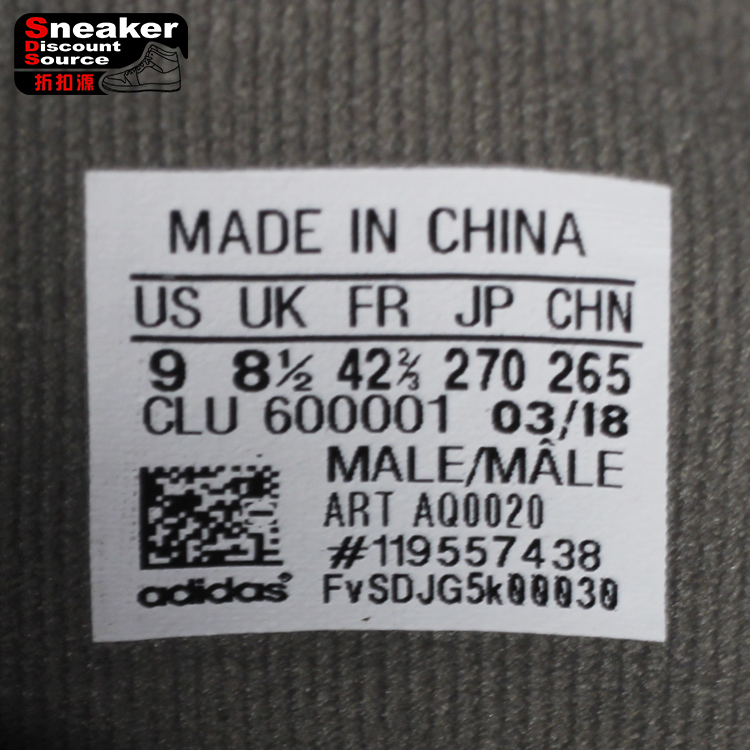 Sneaker
Discount
Source
折扣源
MADE IN CHINA
US UK FR JP CHN
9 8½ 42⅔ 270 265
CLU 600001 03/18
MALE/MÂLE
ART AQ0020
#119557438
adidas® FvSDJG5k00030